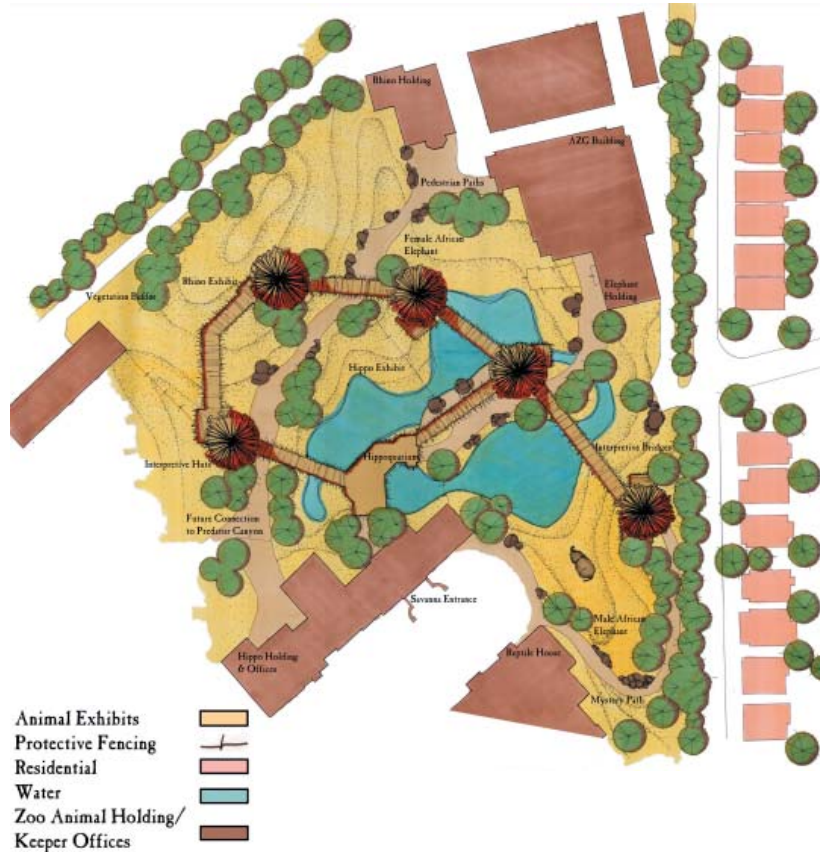 Rhino Holding
AZG Building
Pedestrian Paths
Female African
Elephant
Rhino Exhibit
Elephant
Holding
Vegetation Buffer
Hippo Exhibit
Interpretive Bridges
Hippoquarium
Interpretive Huts
Future Connection
to Predator Canyon
Savanna Entrance
Male African
Elephant
Hippo Holding
& Offices
Reptile House
Mystery Path
Animal Exhibits
Protective Fencing
Residential
Water
Zoo Animal Holding/
Keeper Offices